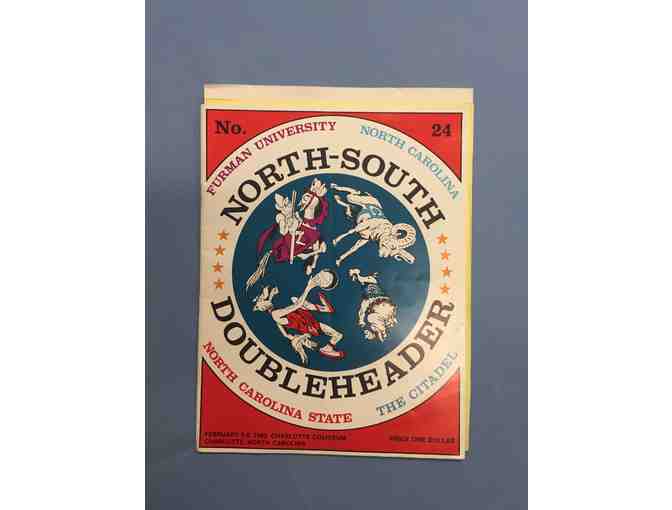 No. 24
FURMAN UNIVERSITY
NORTH CAROLINA
NORTH-SOUTH
DOUBLEHEADER
NORTH CAROLINA STATE
THE CITADEL
FEBRUARY CHARLOTTE COLISEUM
CHARLOTTE, NORTH CAROLINA
PRICE ONE DOLLAR